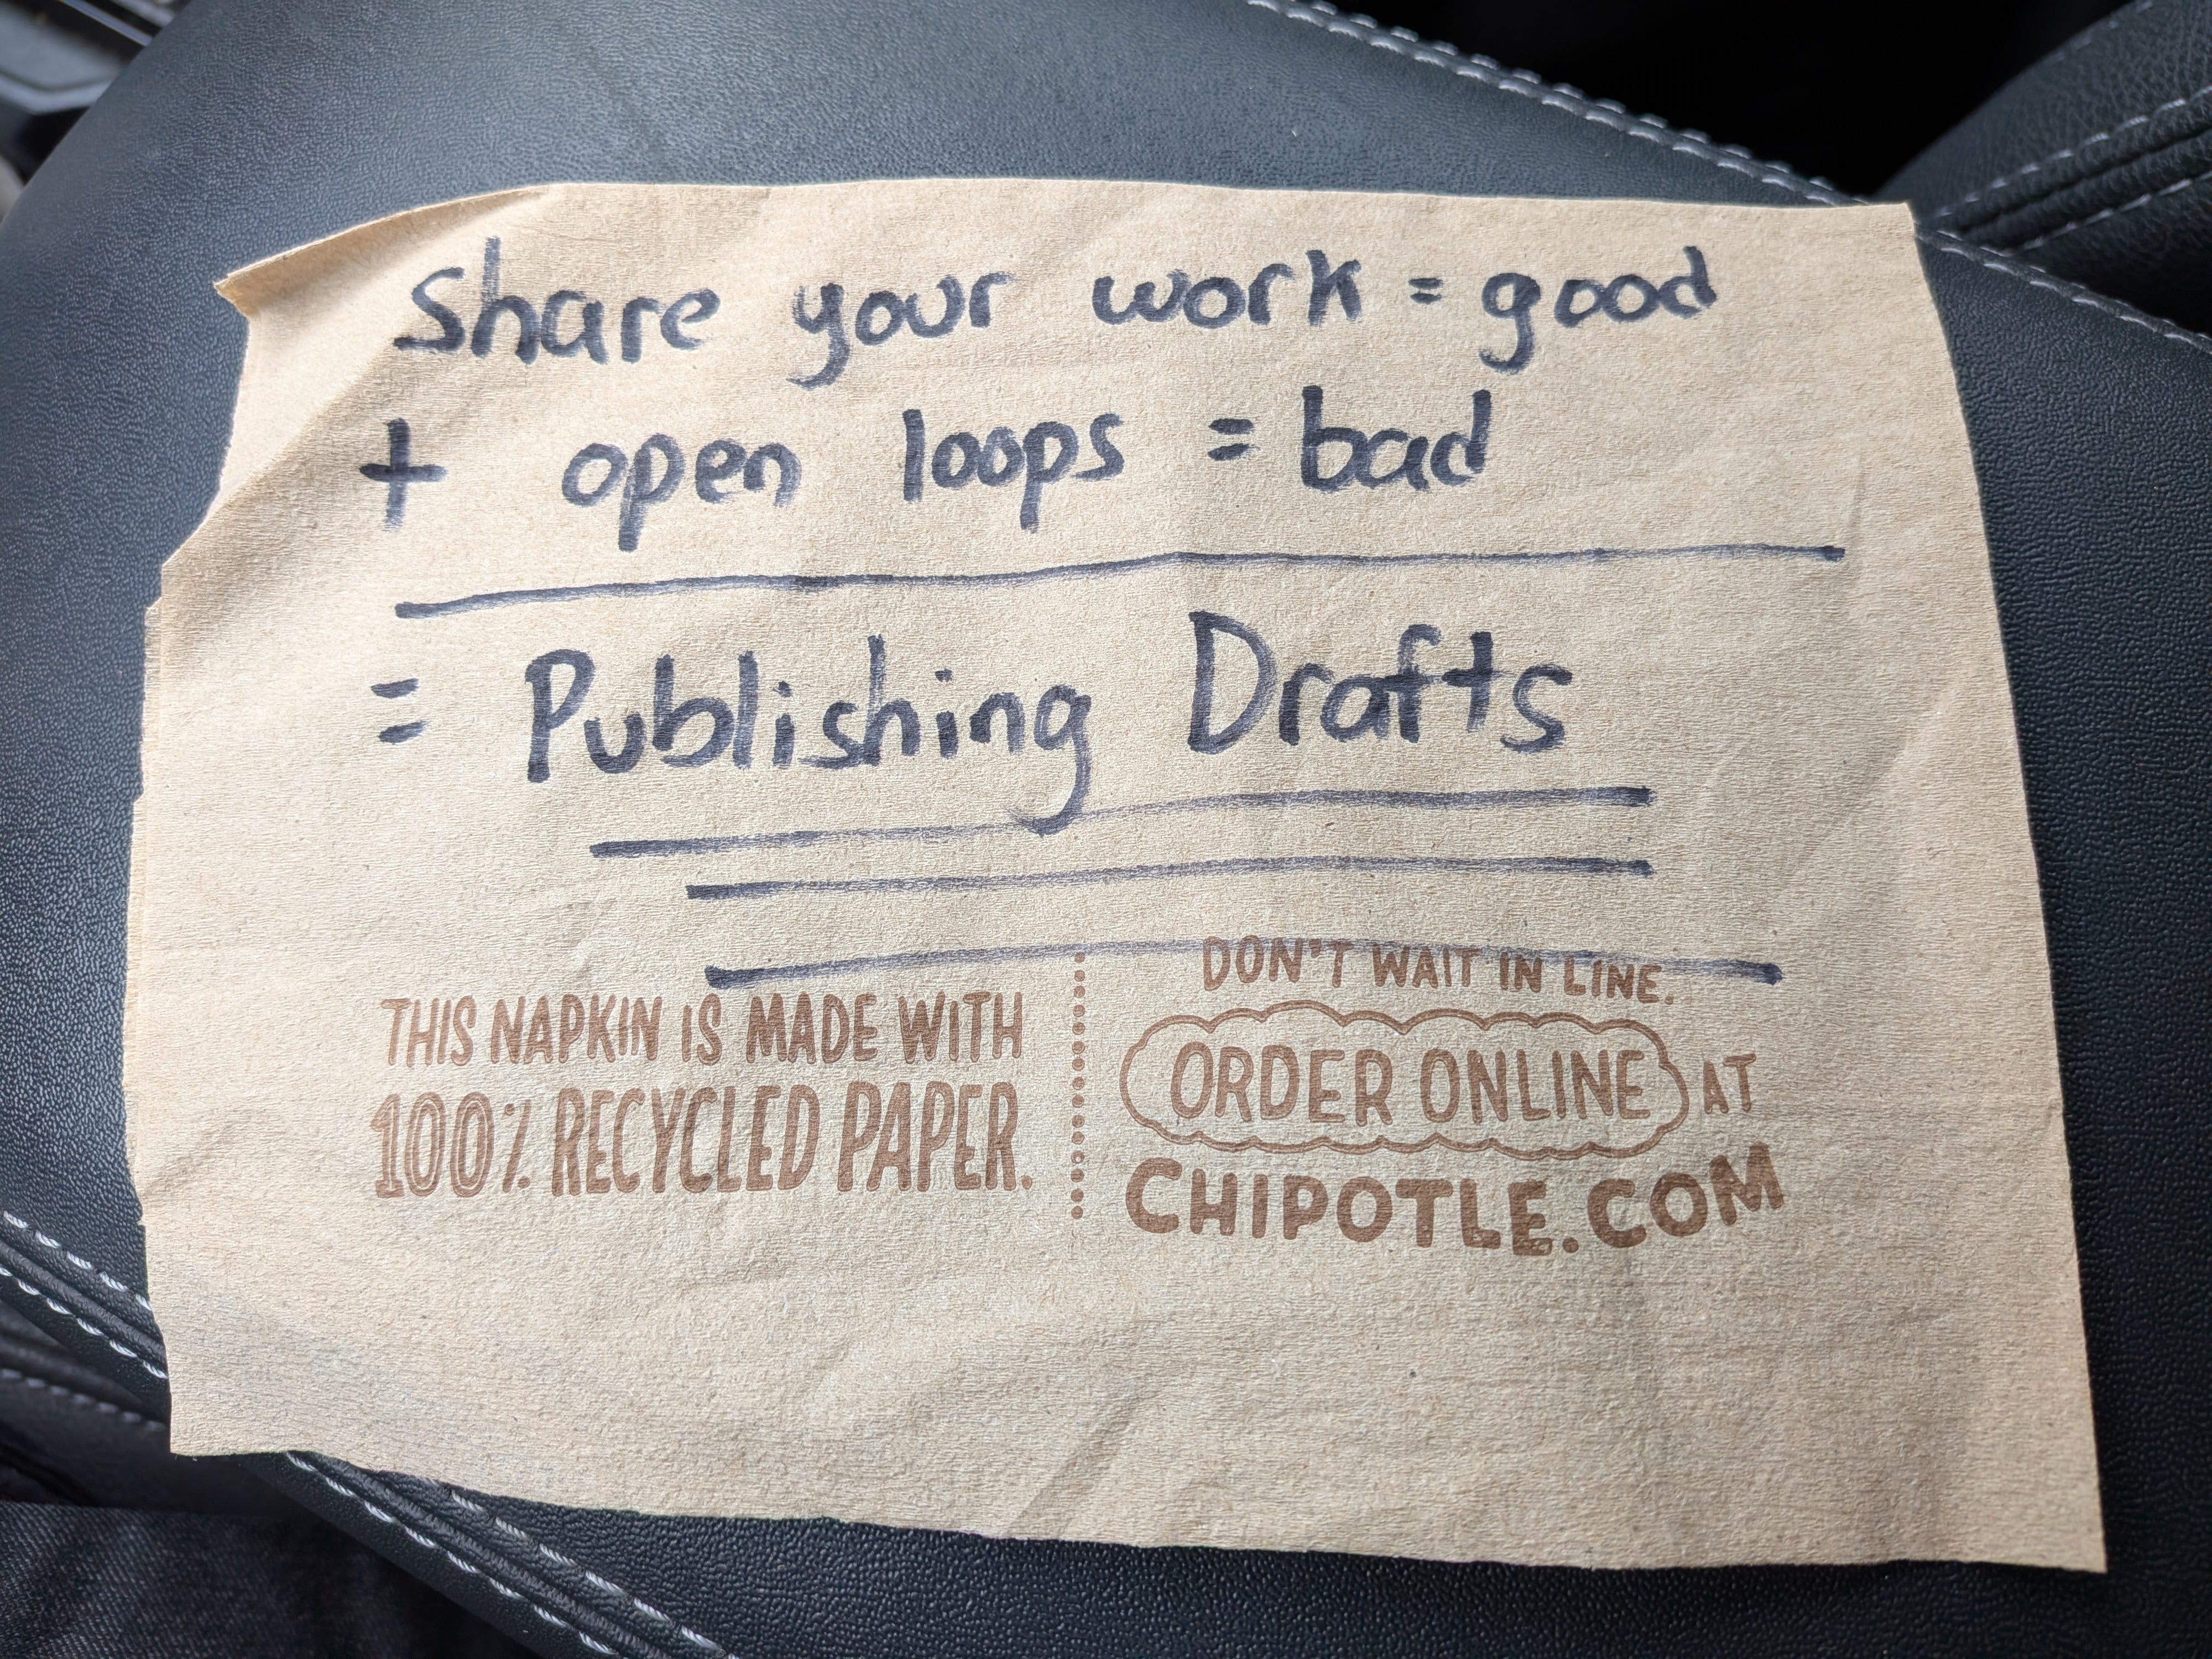 Share your work = good
+ open loops = bad
= Publishing Drafts
THIS NAPKIN IS MADE WITH
100% RECYCLED PAPER.
DON'T WAIT IN LINE.
ORDER ONLINE AT
CHIPOTLE.COM